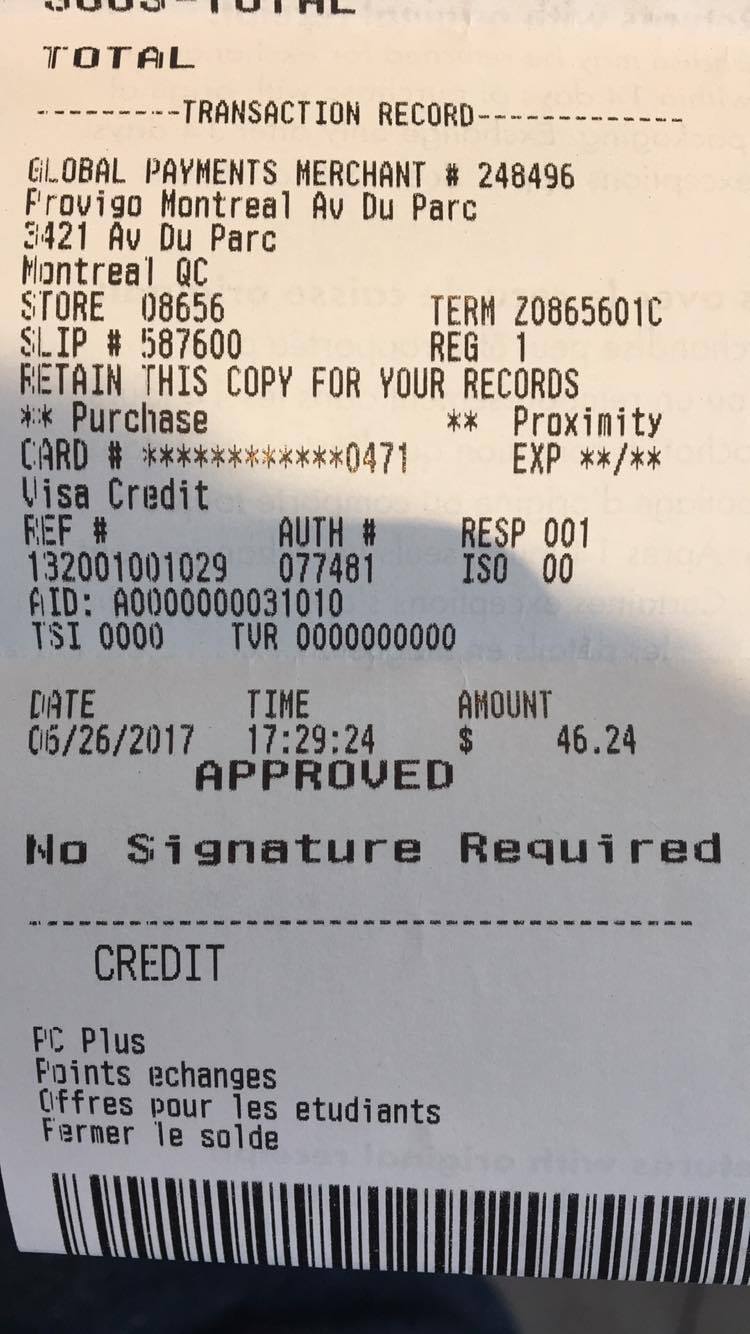 SOUS-TOTAL
TOTAL
----------TRANSACTION RECORD-------------
GLOBAL PAYMENTS MERCHANT # 248496
Provigo Montreal Av Du Parc
3421 Av Du Parc
Montreal QC
STORE 08656 TERM Z0865601C
SLIP # 587600 REG 1
RETAIN THIS COPY FOR YOUR RECORDS
** Purchase ** Proximity
CARD # ************0471 EXP **/**
Visa Credit
REF # AUTH # RESP 001
132001001029 077481 ISO 00
AID: A0000000031010
TSI 0000 TVR 0000000000
DATE TIME AMOUNT
06/26/2017 17:29:24 $ 46.24
APPROVED
No Signature Required
----------------------------------------
CREDIT
PC Plus
Points echanges
Offres pour les etudiants
Fermer le solde